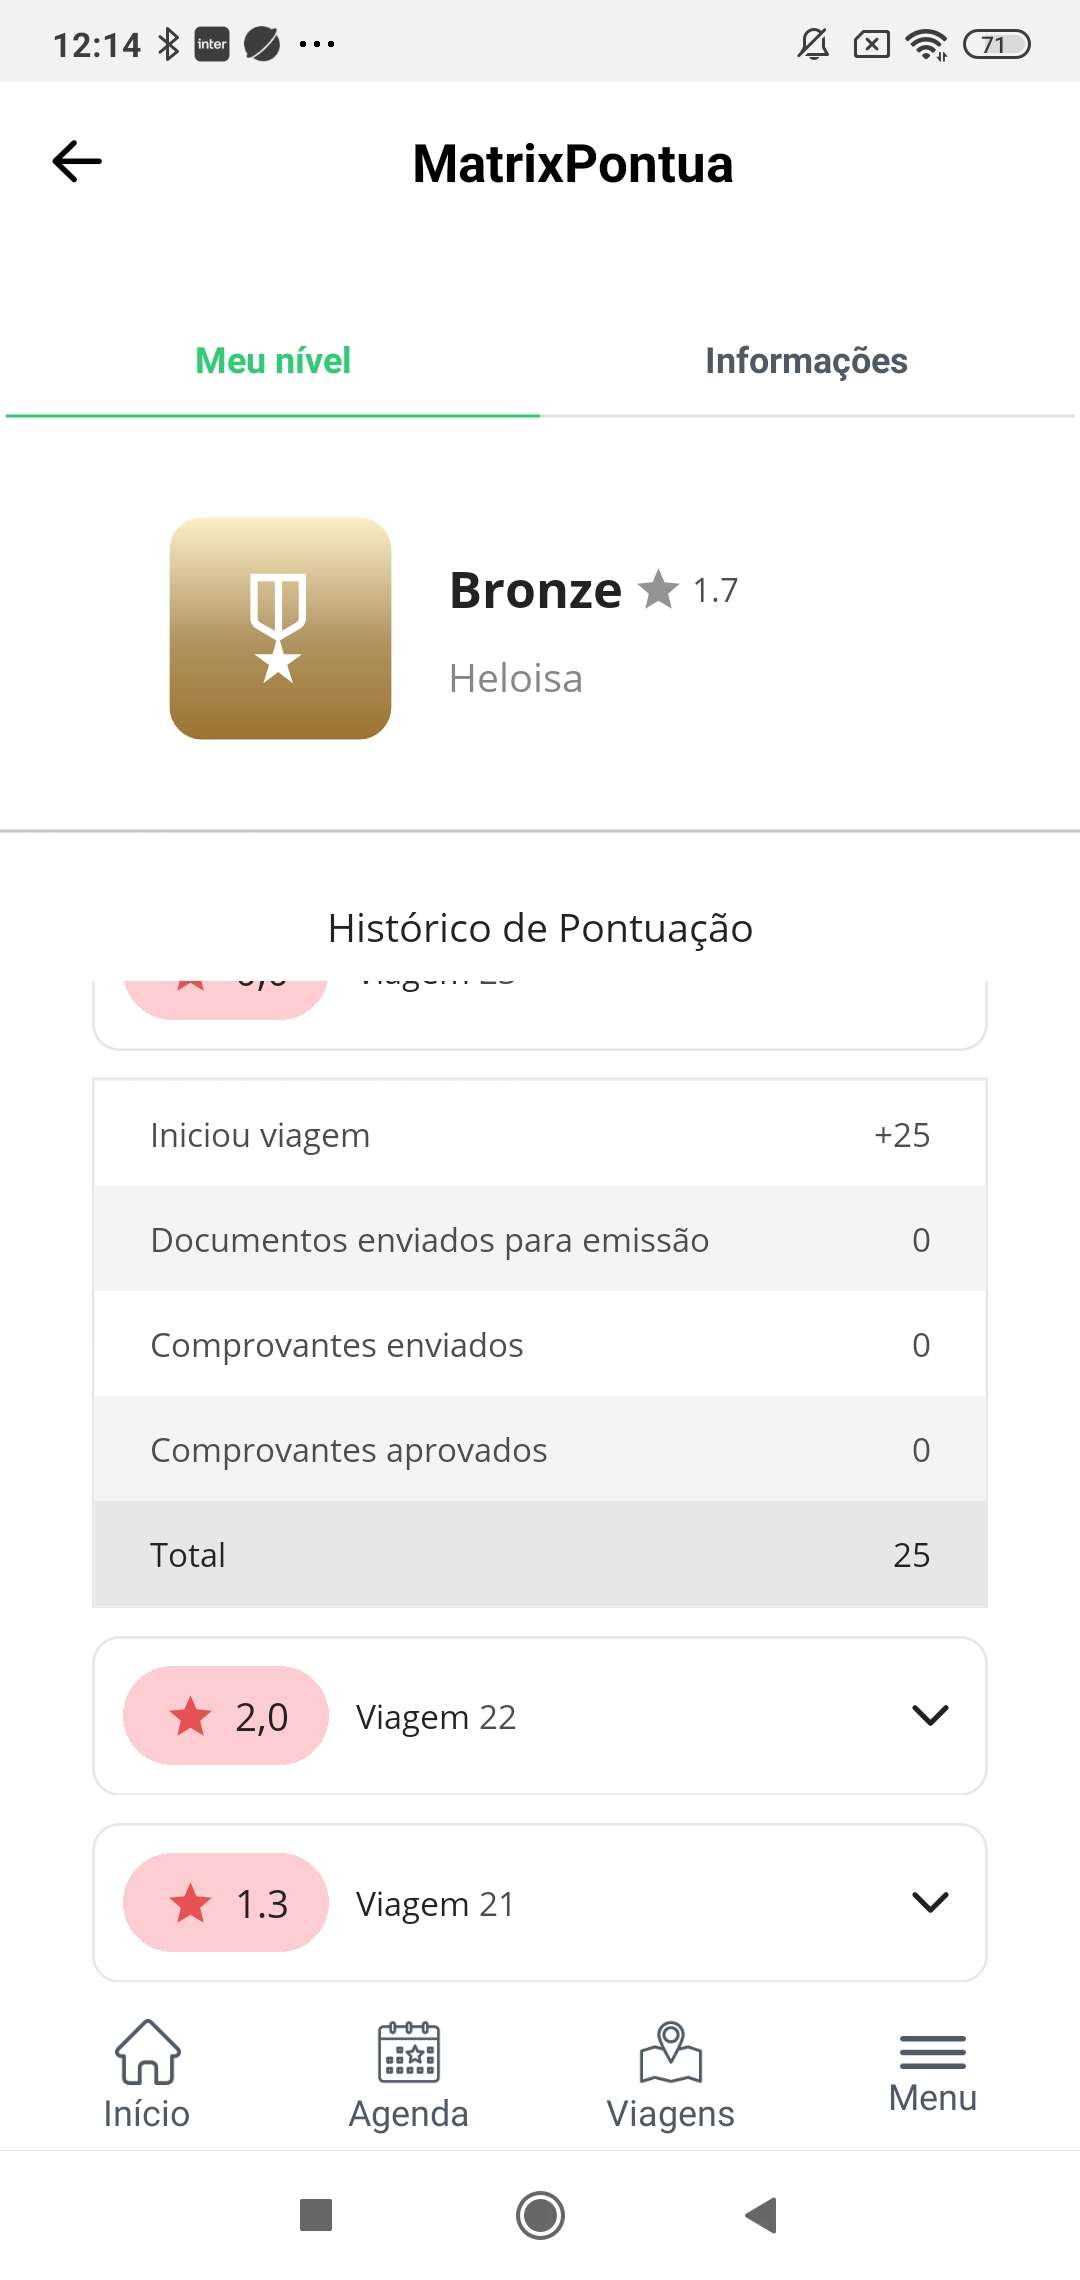 12:14 inter 71
MatrixPontua
Meu nível Informações
Bronze 1.7
Heloisa
Histórico de Pontuação
Viagem 23
Iniciou viagem +25
Documentos enviados para emissão 0
Comprovantes enviados 0
Comprovantes aprovados 0
Total 25
2,0 Viagem 22
1.3 Viagem 21
Início Agenda Viagens Menu